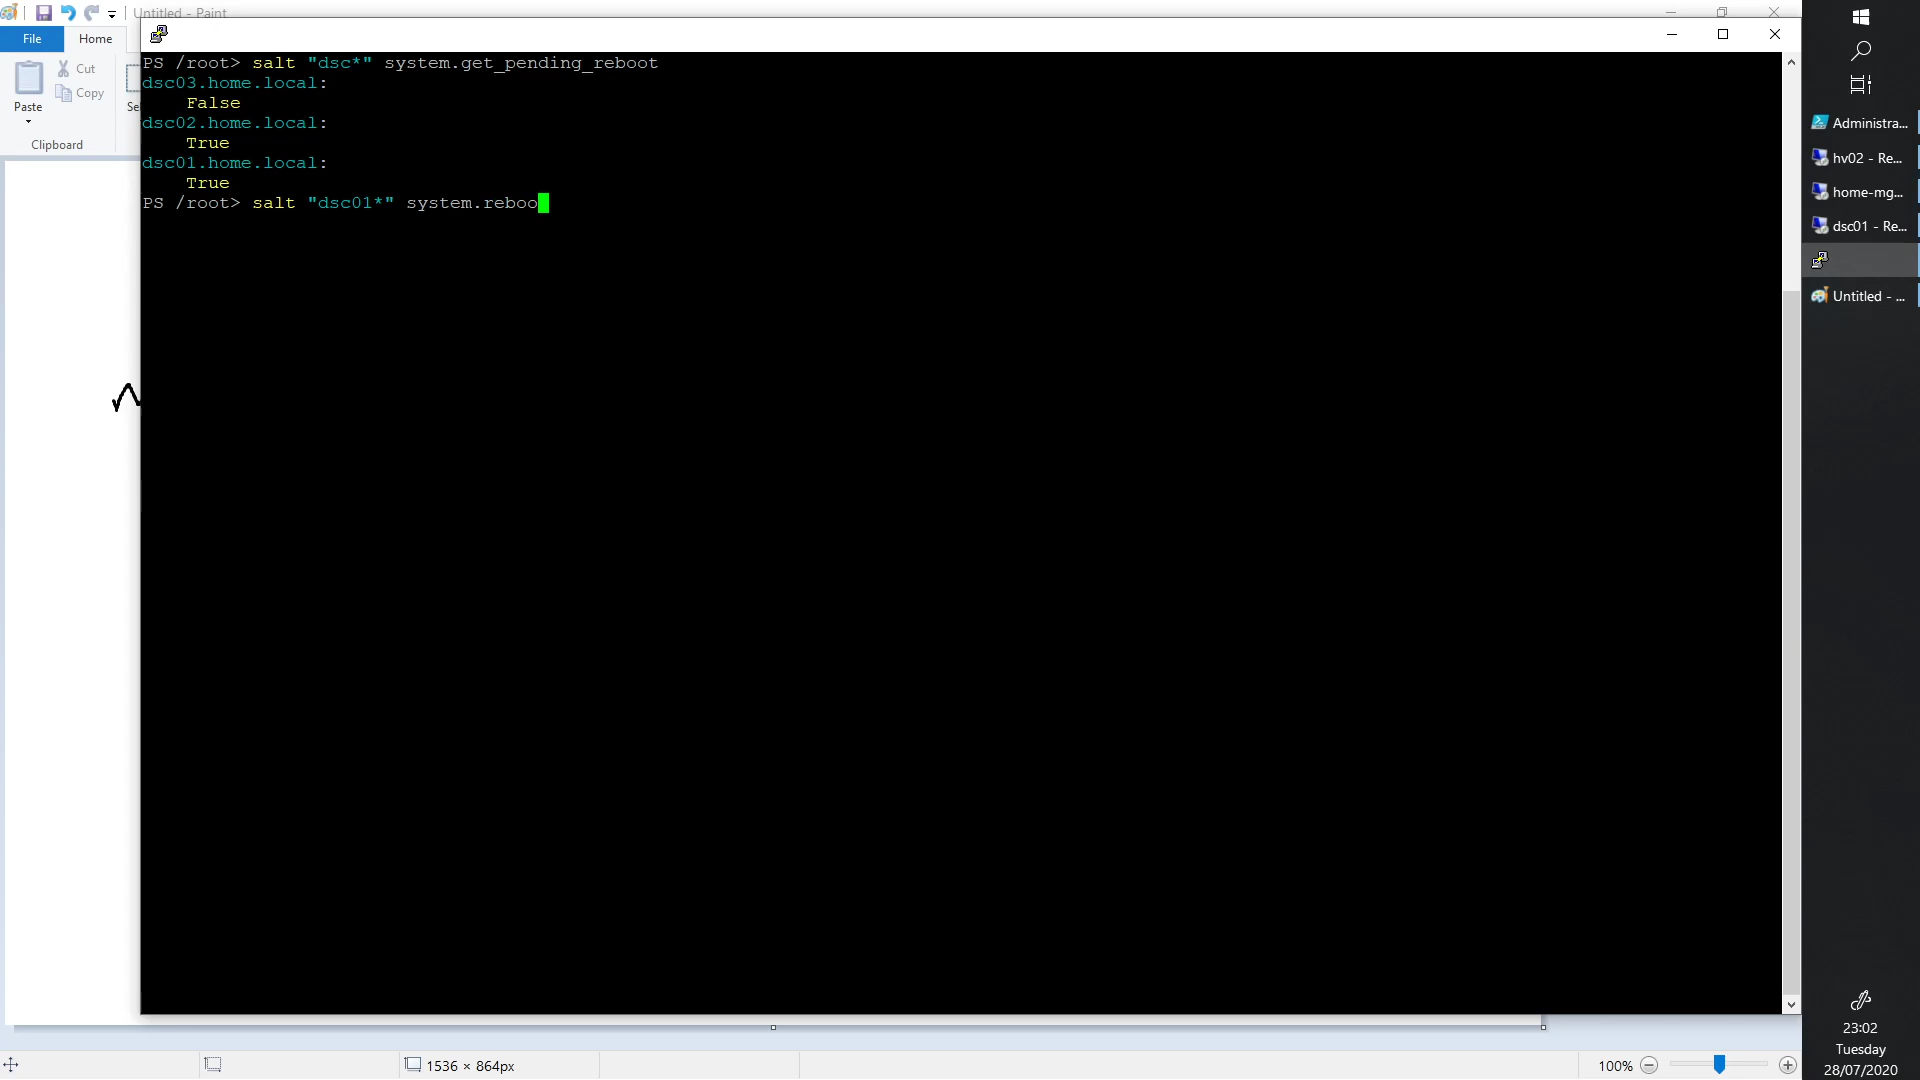 Untitled - Paint
File
Home
Paste
Cut
Copy
Clipboard
Sel
PS /root> salt "dsc*" system.get_pending_reboot
dsc03.home.local:
False
dsc02.home.local:
True
dsc01.home.local:
True
PS /root> salt "dsc01*" system.reboo
Administra...
hv02 - Re...
home-mg...
dsc01 - Re...
Untitled - ...
23:02
Tuesday
28/07/2020
1536 × 864px
100%